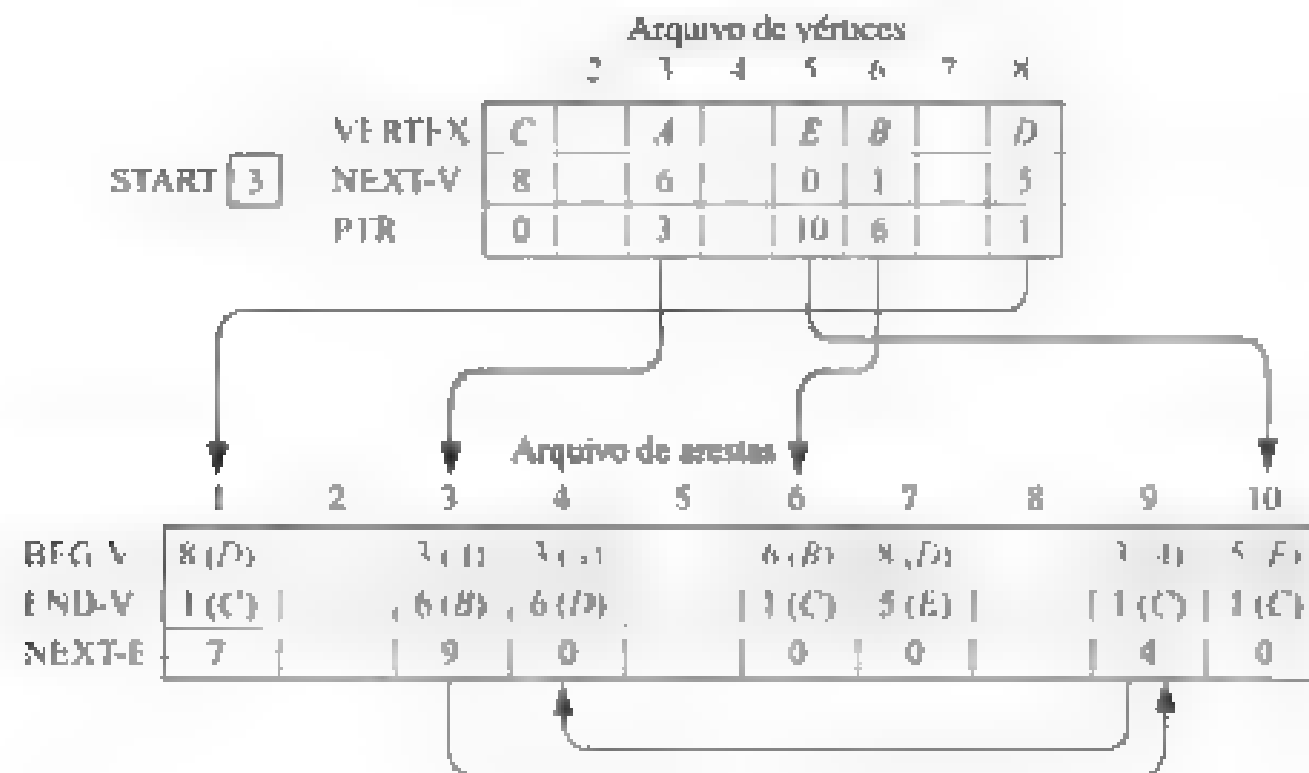 Arquivo de vértices
2 3 4 5 6 7 8
VERTEX C A E B D
START 3 NEXT-V 8 6 0 1 5
PTR 0 3 10 6 1
Arquivo de arestas
1 2 3 4 5 6 7 8 9 10
BEG-V 8 (D) 6 (B)
END-V 1 (C) 6 (B) 6 (D) 1 (C) 5 (E) 1 (C) 1 (C)
NEXT-E 7 9 0 0 0 4 0